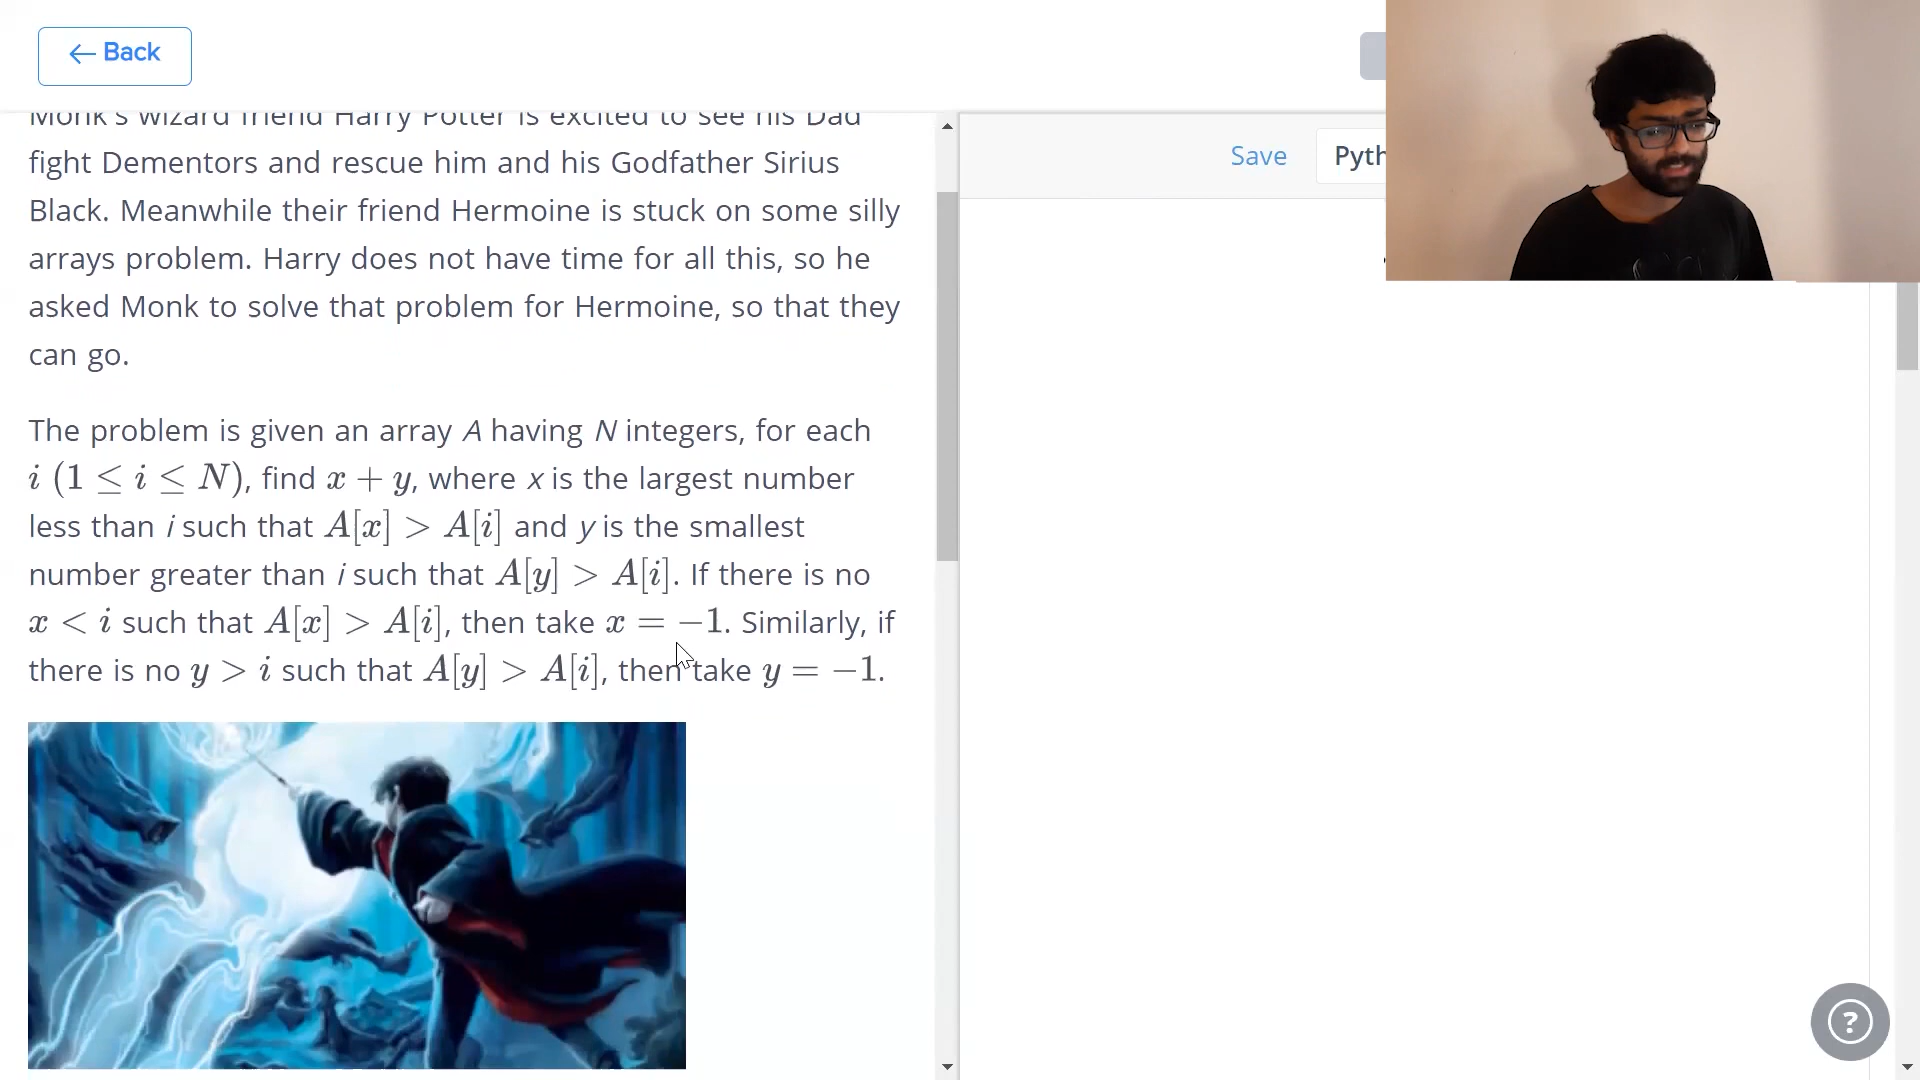 ← Back
Monk's wizard friend Harry Potter is excited to see his Dad
fight Dementors and rescue him and his Godfather Sirius
Black. Meanwhile their friend Hermoine is stuck on some silly
arrays problem. Harry does not have time for all this, so he
asked Monk to solve that problem for Hermoine, so that they
can go.
The problem is given an array A having N integers, for each
i (1 ≤ i ≤ N), find x + y, where x is the largest number
less than i such that A[x] > A[i] and y is the smallest
number greater than i such that A[y] > A[i]. If there is no
x < i such that A[x] > A[i], then take x = −1. Similarly, if
there is no y > i such that A[y] > A[i], then take y = −1.
Save
Pyth
?